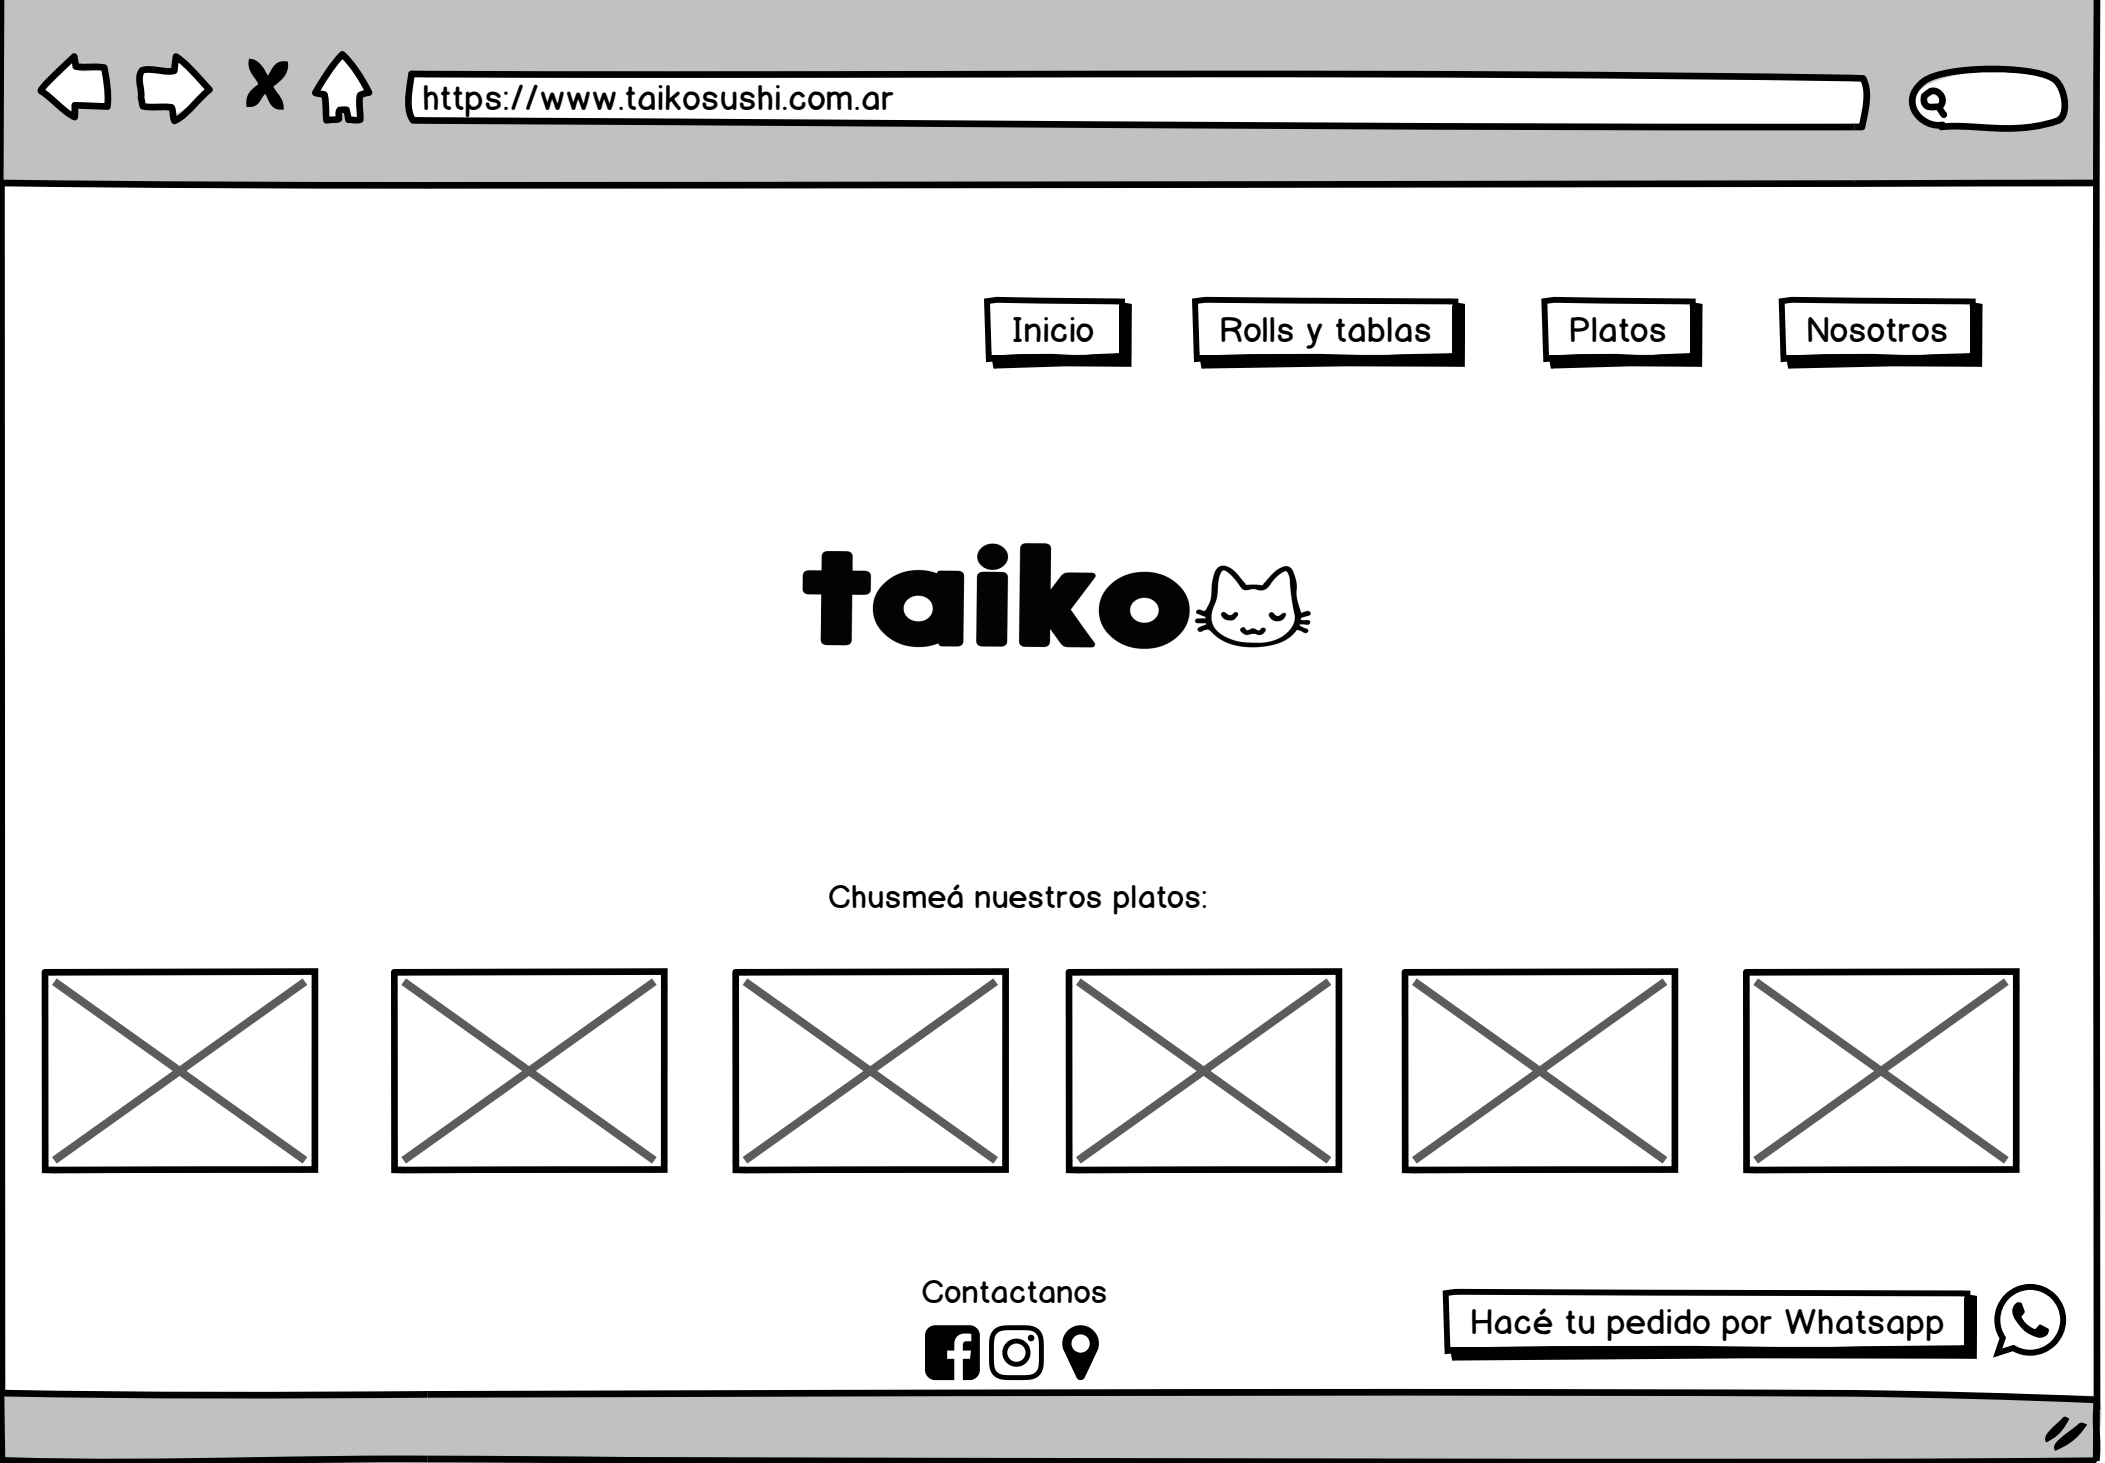 https://www.taikosushi.com.ar
Inicio Rolls y tablas Platos Nosotros
taiko
Chusmeá nuestros platos:
Contactanos
Hacé tu pedido por Whatsapp